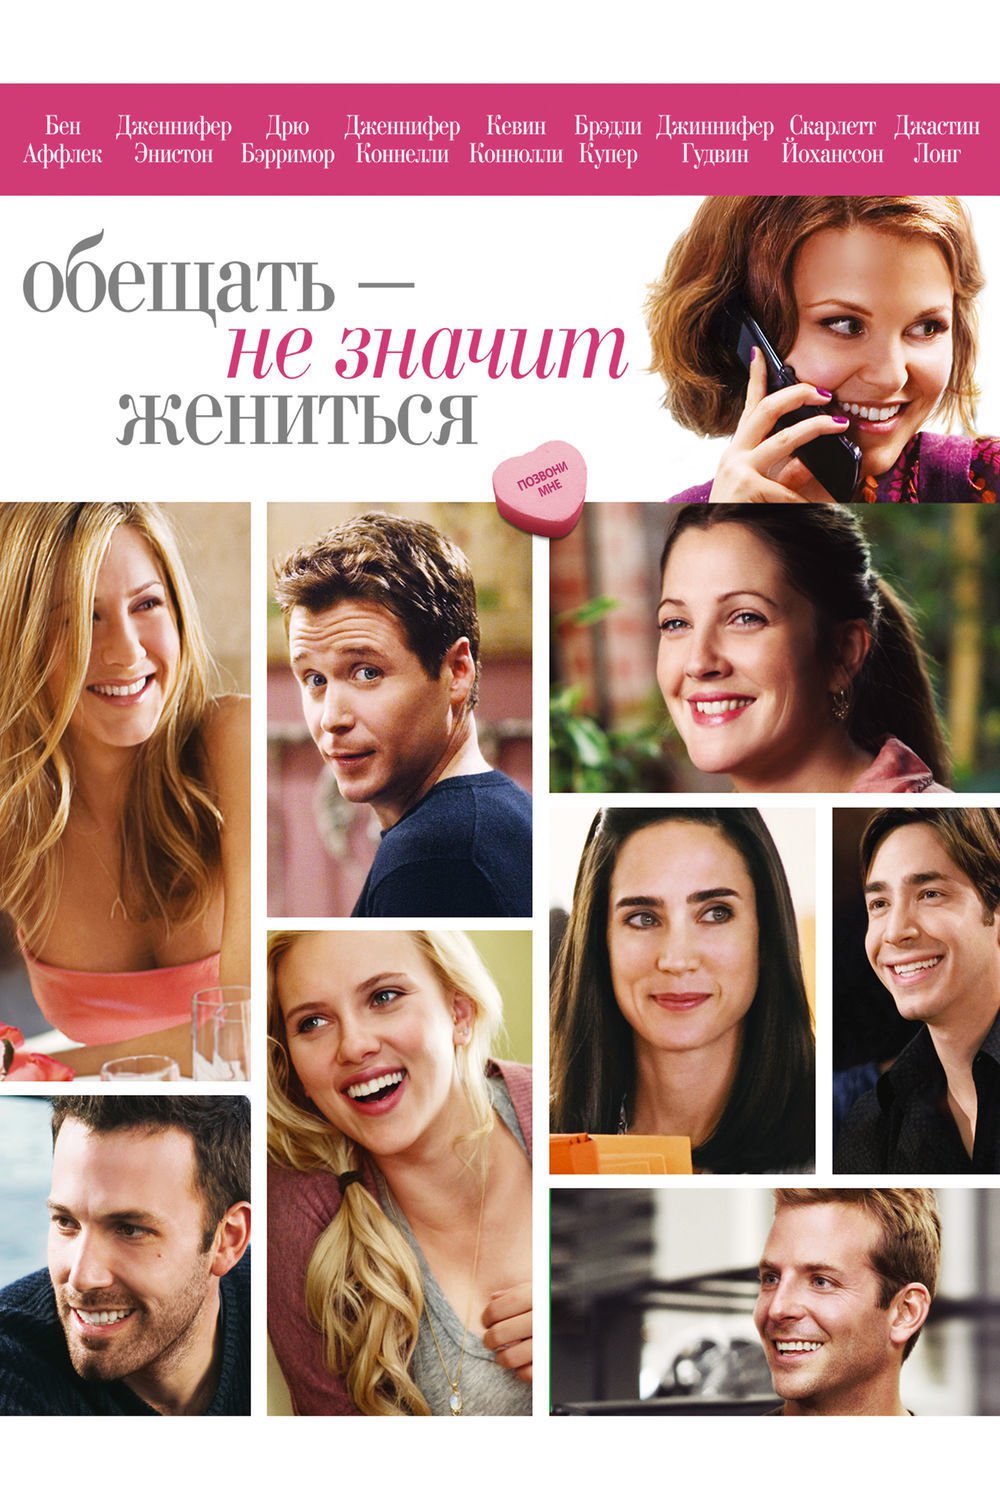 Бен Дженнифер Дрю Дженнифер Кевин Брэдли Джиннифер Скарлетт Джастин
Аффлек Энистон Бэрримор Коннелли Коннолли Купер Гудвин Йоханссон Лонг
обещать –
не значит
жениться
ПОЗВОНИ
МНЕ